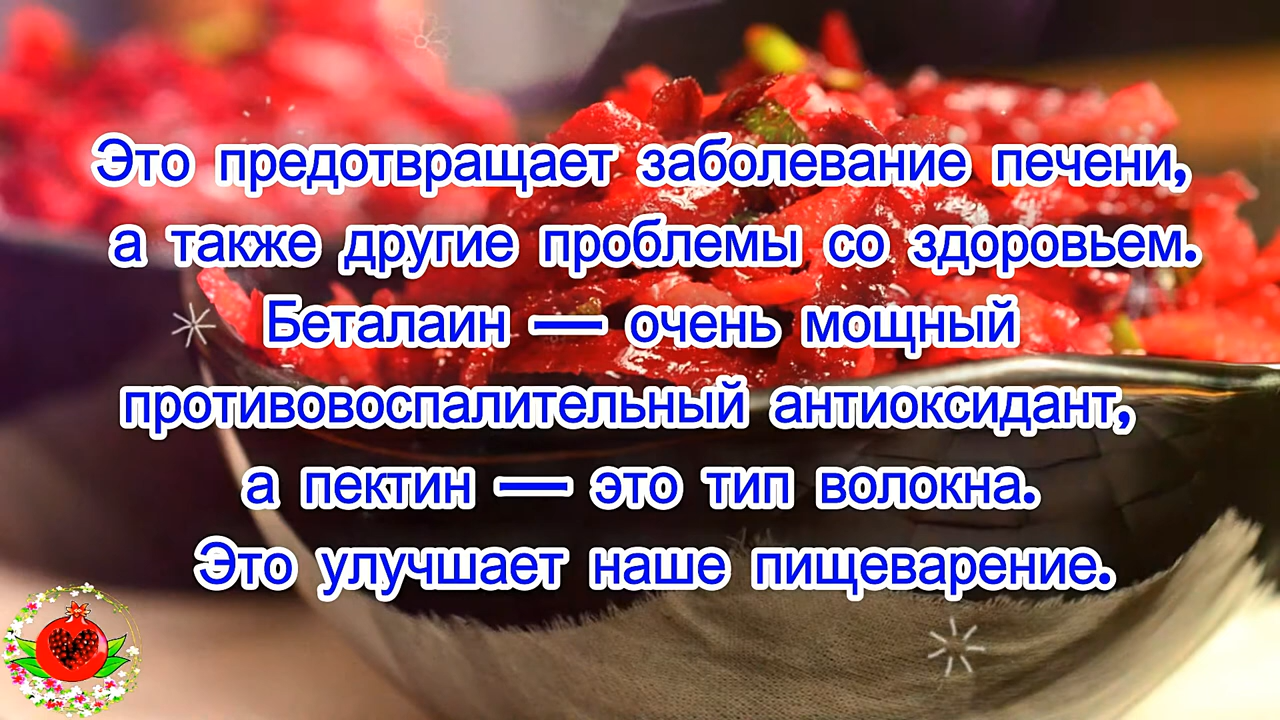 Это предотвращает заболевание печени,
а также другие проблемы со здоровьем.
Беталаин — очень мощный
противовоспалительный антиоксидант,
а пектин — это тип волокна.
Это улучшает наше пищеварение.